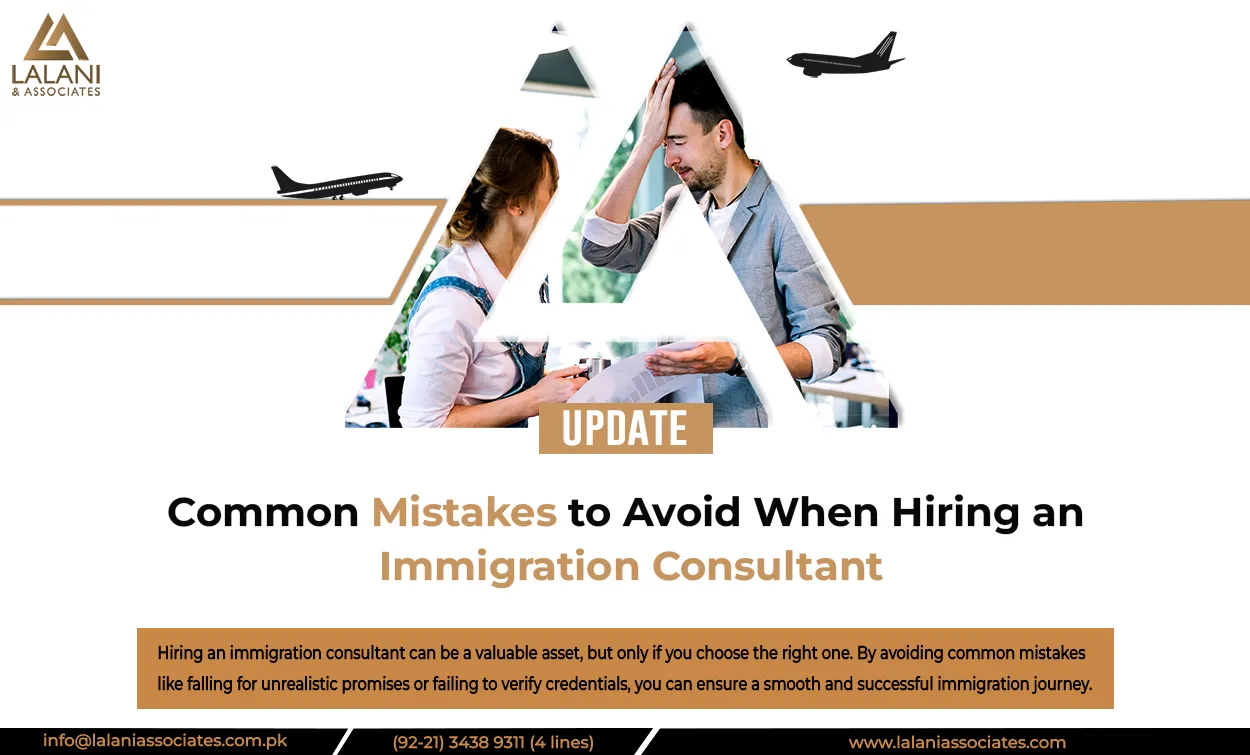 LALANI
& ASSOCIATES
UPDATE
Common Mistakes to Avoid When Hiring an
Immigration Consultant
Hiring an immigration consultant can be a valuable asset, but only if you choose the right one. By avoiding common mistakes
like falling for unrealistic promises or failing to verify credentials, you can ensure a smooth and successful immigration journey.
info@lalaniassociates.com.pk
(92-21) 3438 9311 (4 lines)
www.lalaniassociates.com